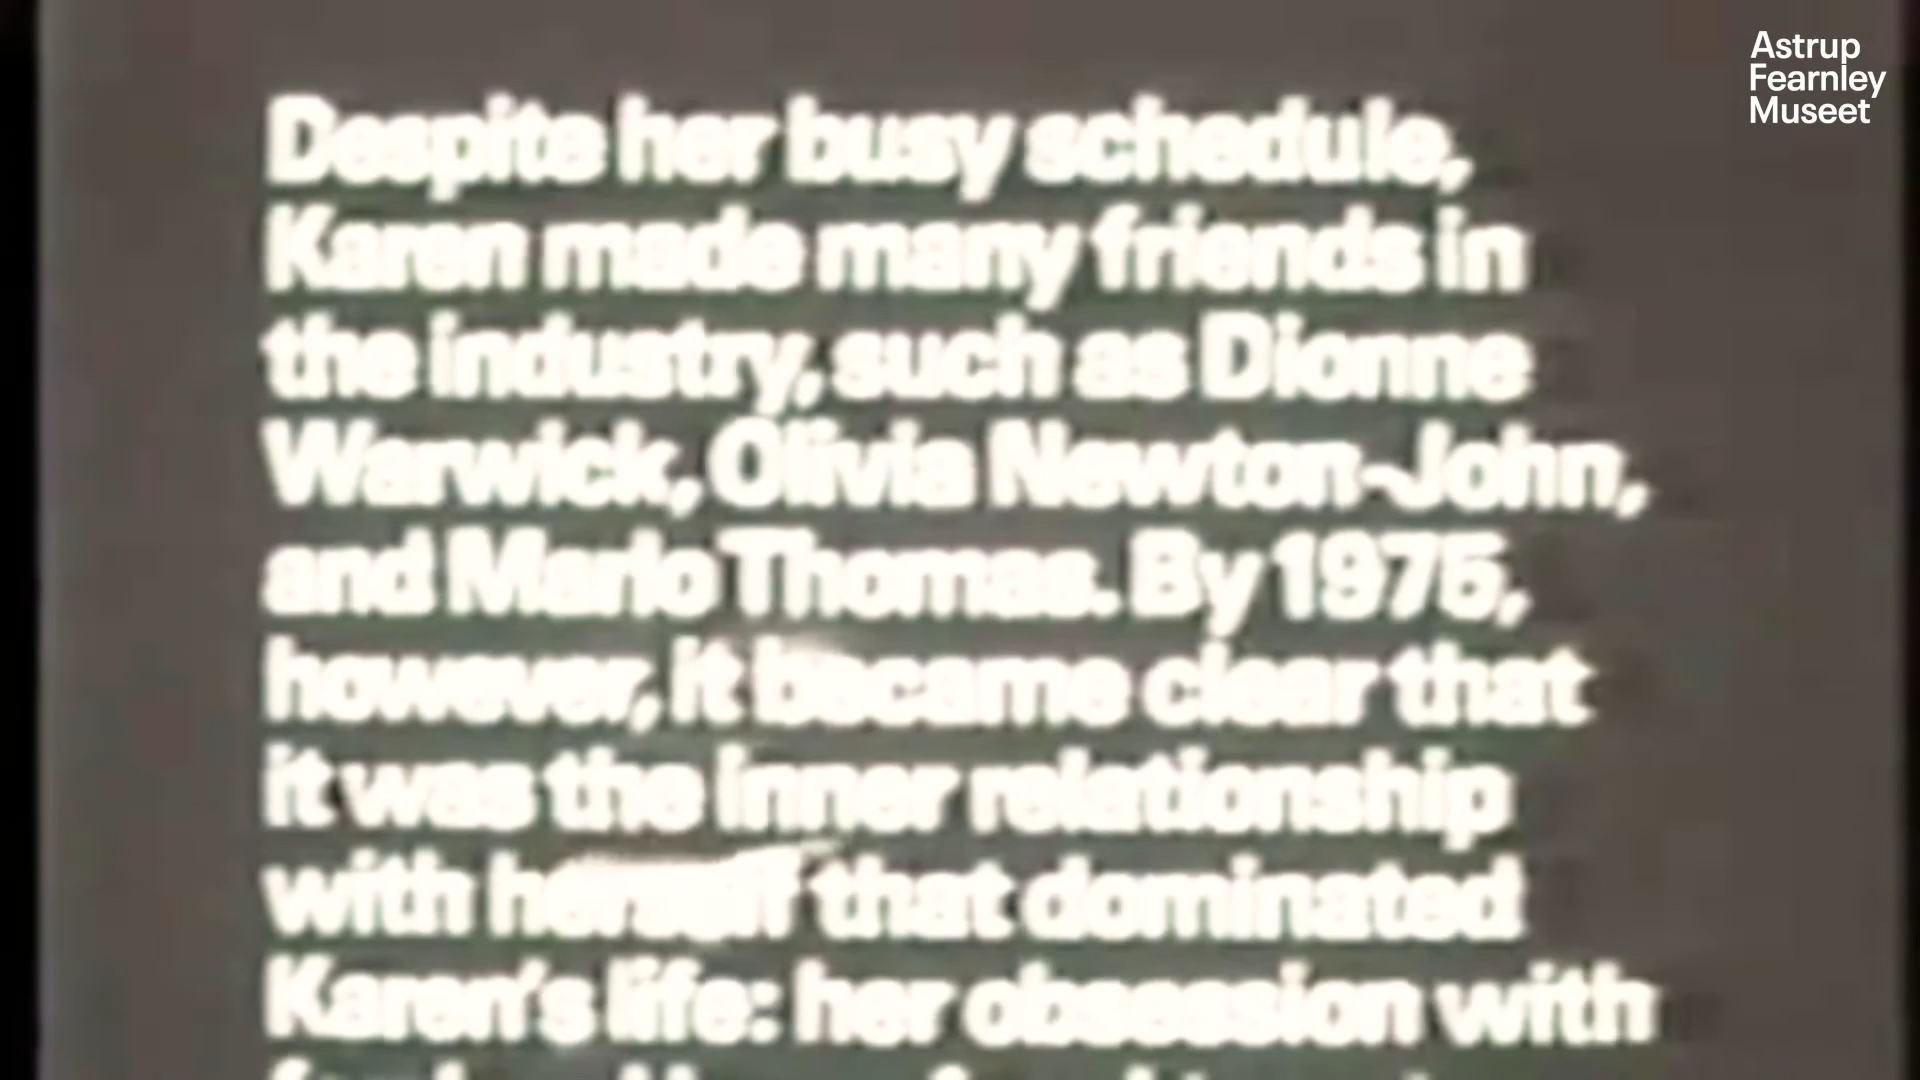 Astrup
Fearnley
Museet
Despite her busy schedule,
Karen made many friends in
the industry, such as Dionne
Warwick, Olivia Newton-John,
and Marlo Thomas. By 1975,
however, it became clear that
it was the inner relationship
with herself that dominated
Karen's life: her obsession with